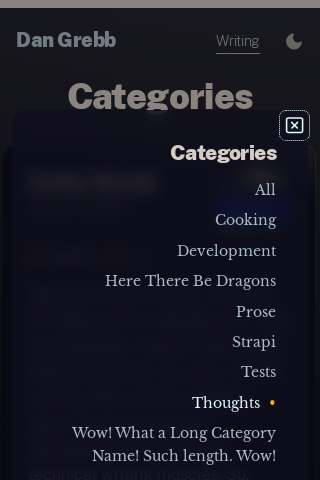 Dan Grebb
Writing
Categories
Categories
All
Cooking
Development
Here There Be Dragons
Prose
Strapi
Tests
Thoughts •
Wow! What a Long Category
Name! Such length. Wow!